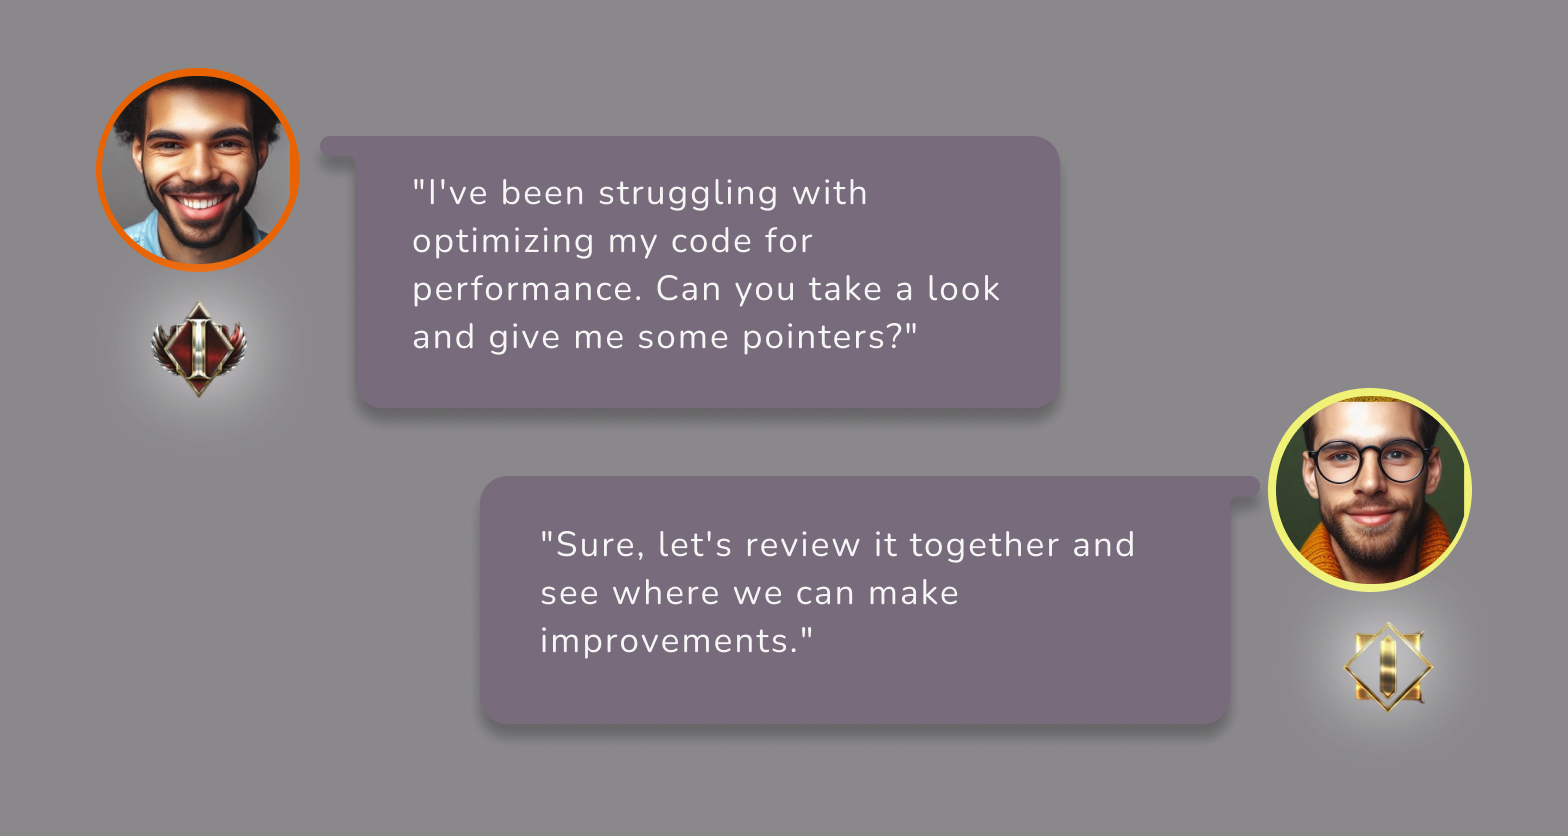 "I've been struggling with
optimizing my code for
performance. Can you take a look
and give me some pointers?"
I
"Sure, let's review it together and
see where we can make
improvements."